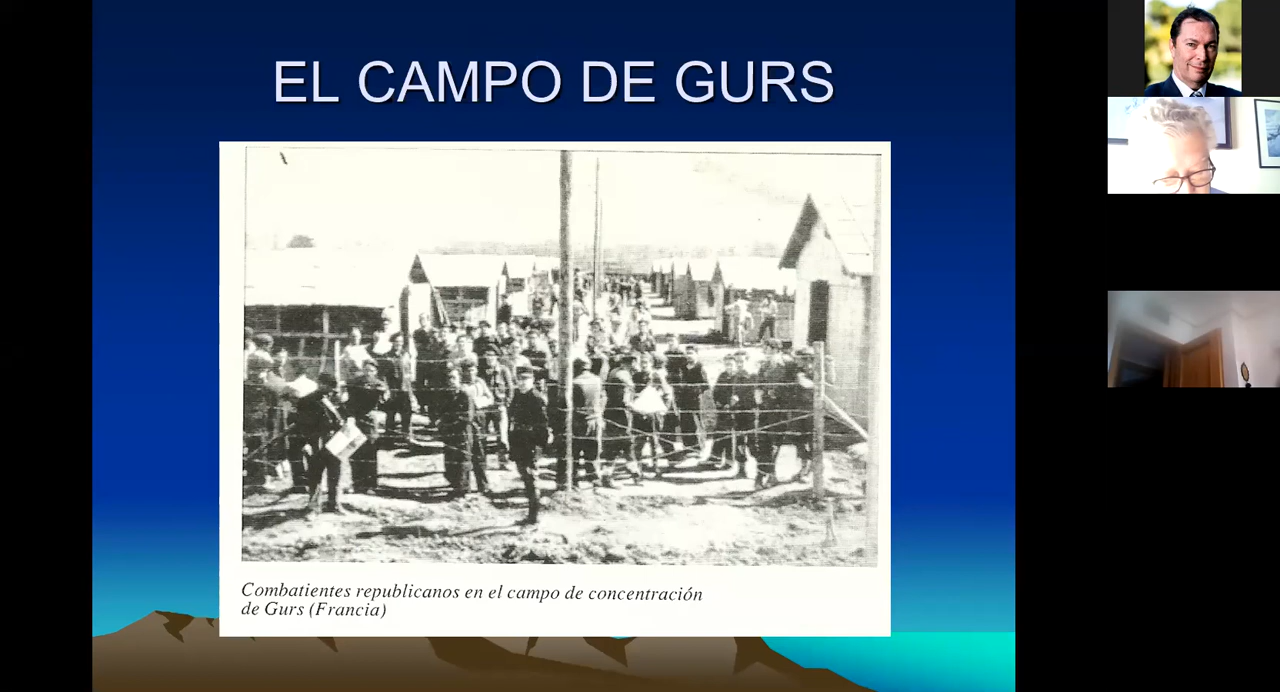 EL CAMPO DE GURS
Combatientes republicanos en el campo de concentración
de Gurs (Francia)